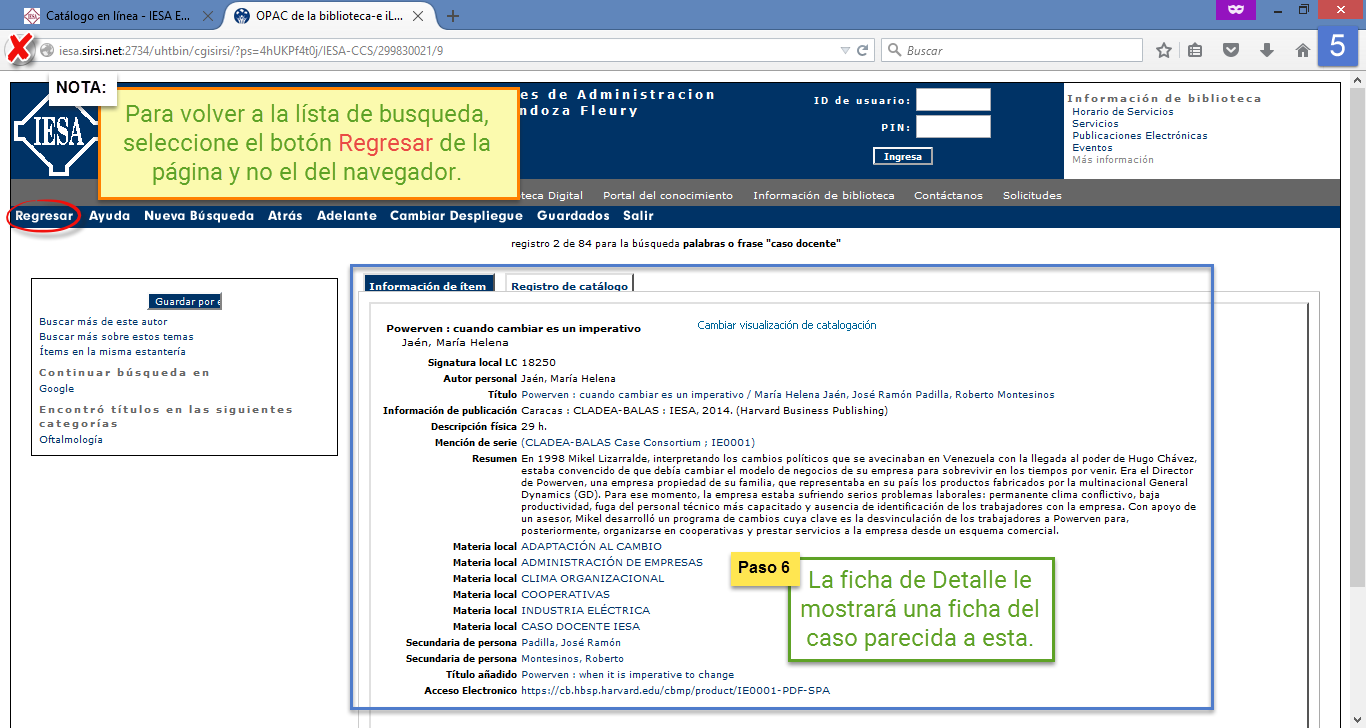 Catálogo en línea - IESA E...
OPAC de la biblioteca-e iL...
iesa.sirsi.net:2734/uhtbin/cgisirsi/?ps=4hUKPf4t0j/IESA-CCS/299830021/9
Buscar
5
NOTA:
Para volver a la lísta de busqueda,
seleccione el botón Regresar de la
página y no el del navegador.
IESA
es de Administracion
ndoza Fleury
ID de usuario:
PIN:
Ingresa
Información de biblioteca
Horario de Servicios
Servicios
Publicaciones Electrónicas
Eventos
Más información
teca Digital Portal del conocimiento Información de biblioteca Contáctanos Solicitudes
Regresar Ayuda Nueva Búsqueda Atrás Adelante Cambiar Despliegue Guardados Salir
registro 2 de 84 para la búsqueda palabras o frase "caso docente"
Guardar por e
Buscar más de este autor
Buscar más sobre estos temas
Ítems en la misma estantería
Continuar búsqueda en
Google
Encontró títulos en las siguientes
categorías
Oftalmología
Información de ítem Registro de catálogo
Powerven : cuando cambiar es un imperativo
Cambiar visualización de catalogación
Jaén, María Helena
Signatura local LC 18250
Autor personal Jaén, María Helena
Título Powerven : cuando cambiar es un imperativo / María Helena Jaén, José Ramón Padilla, Roberto Montesinos
Información de publicación Caracas : CLADEA-BALAS : IESA, 2014. (Harvard Business Publishing)
Descripción física 29 h.
Mención de serie (CLADEA-BALAS Case Consortium ; IE0001)
Resumen En 1998 Mikel Lizarralde, interpretando los cambios políticos que se avecinaban en Venezuela con la llegada al poder de Hugo Chávez,
estaba convencido de que debía cambiar el modelo de negocios de su empresa para sobrevivir en los tiempos por venir. Era el Director
de Powerven, una empresa propiedad de su familia, que representaba en su país los productos fabricados por la multinacional General
Dynamics (GD). Para ese momento, la empresa estaba sufriendo serios problemas laborales: permanente clima conflictivo, baja
productividad, fuga del personal técnico más capacitado y ausencia de identificación de los trabajadores con la empresa. Con apoyo de
un asesor, Mikel desarrolló un programa de cambios cuya clave es la desvinculación de los trabajadores a Powerven para,
posteriormente, organizarse en cooperativas y prestar servicios a la empresa desde un esquema comercial.
Materia local ADAPTACIÓN AL CAMBIO
Materia local ADMINISTRACIÓN DE EMPRESAS
Materia local CLIMA ORGANIZACIONAL
Materia local COOPERATIVAS
Materia local INDUSTRIA ELÉCTRICA
Materia local CASO DOCENTE IESA
Secundaria de persona Padilla, José Ramón
Secundaria de persona Montesinos, Roberto
Título añadido Powerven : when it is imperative to change
Acceso Electronico https://cb.hbsp.harvard.edu/cbmp/product/IE0001-PDF-SPA
Paso 6
La ficha de Detalle le
mostrará una ficha del
caso parecida a esta.